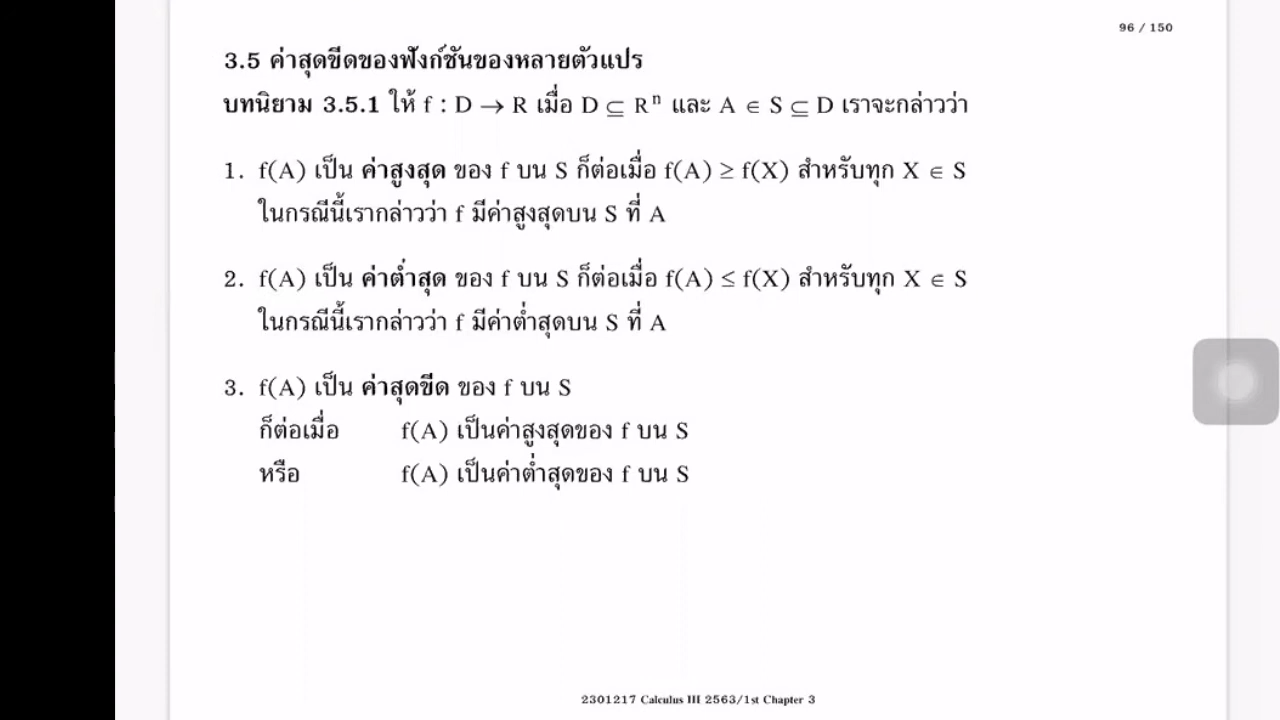 96 / 150
3.5 ค่าสุดขีดของฟังก์ชันของหลายตัวแปร
บทนิยาม 3.5.1 ให้ f : D → R เมื่อ D ⊆ Rⁿ และ A ∈ S ⊆ D เราจะกล่าวว่า
1. f(A) เป็น ค่าสูงสุด ของ f บน S ก็ต่อเมื่อ f(A) ≥ f(X) สำหรับทุก X ∈ S
ในกรณีนี้เรากล่าวว่า f มีค่าสูงสุดบน S ที่ A
2. f(A) เป็น ค่าต่ำสุด ของ f บน S ก็ต่อเมื่อ f(A) ≤ f(X) สำหรับทุก X ∈ S
ในกรณีนี้เรากล่าวว่า f มีค่าต่ำสุดบน S ที่ A
3. f(A) เป็น ค่าสุดขีด ของ f บน S
ก็ต่อเมื่อ f(A) เป็นค่าสูงสุดของ f บน S
หรือ f(A) เป็นค่าต่ำสุดของ f บน S
2301217 Calculus III 2563/1st Chapter 3